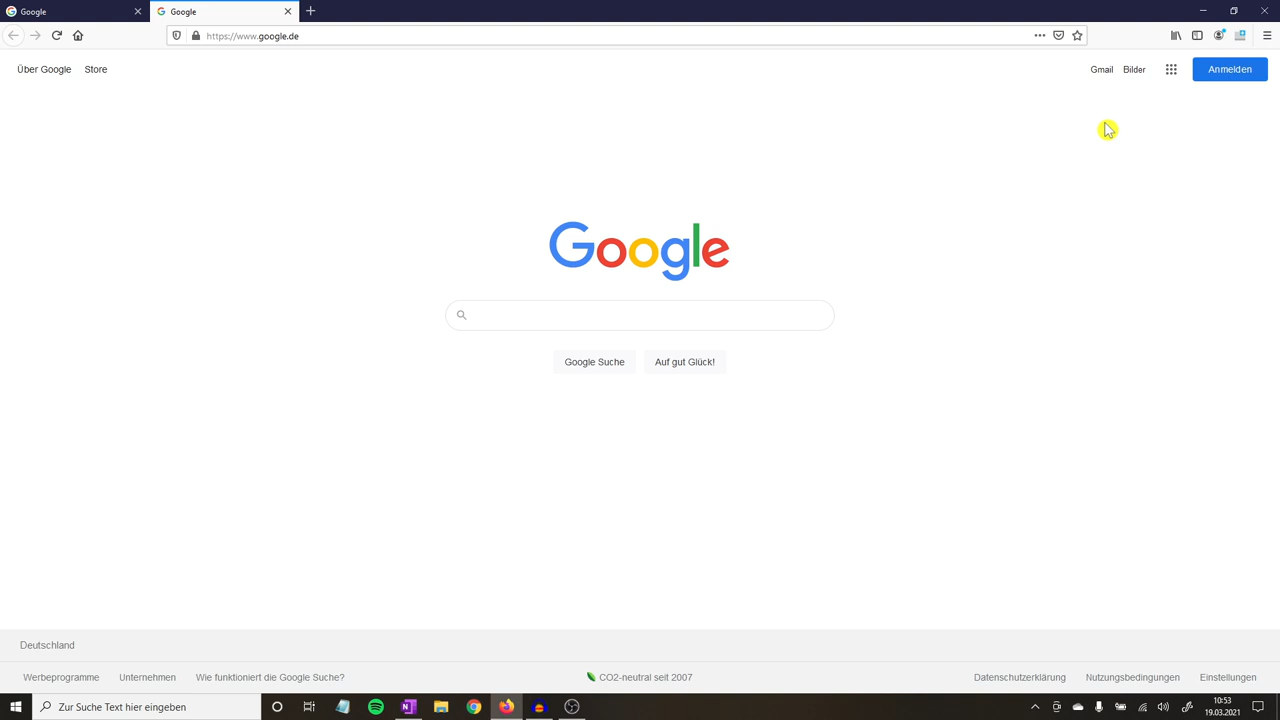 Google
Google
https://www.google.de
Über Google
Store
Gmail
Bilder
Anmelden
Google
Google Suche
Auf gut Glück!
Deutschland
Werbeprogramme
Unternehmen
Wie funktioniert die Google Suche?
CO2-neutral seit 2007
Datenschutzerklärung
Nutzungsbedingungen
Einstellungen
Zur Suche Text hier eingeben
10:53
19.03.2021